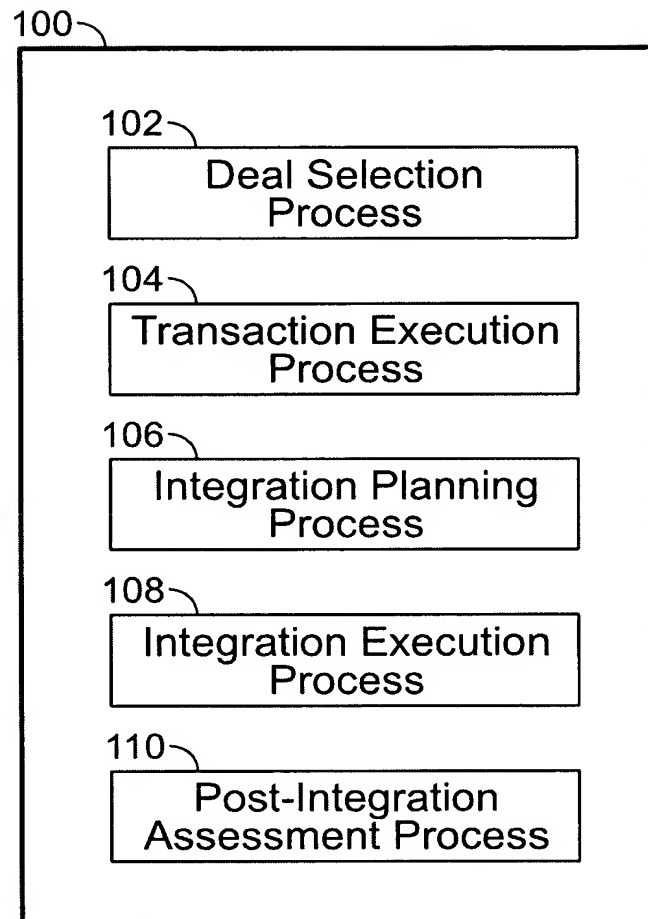 100
102
Deal Selection
Process
104
Transaction Execution
Process
106
Integration Planning
Process
108
Integration Execution
Process
110
Post-Integration
Assessment Process